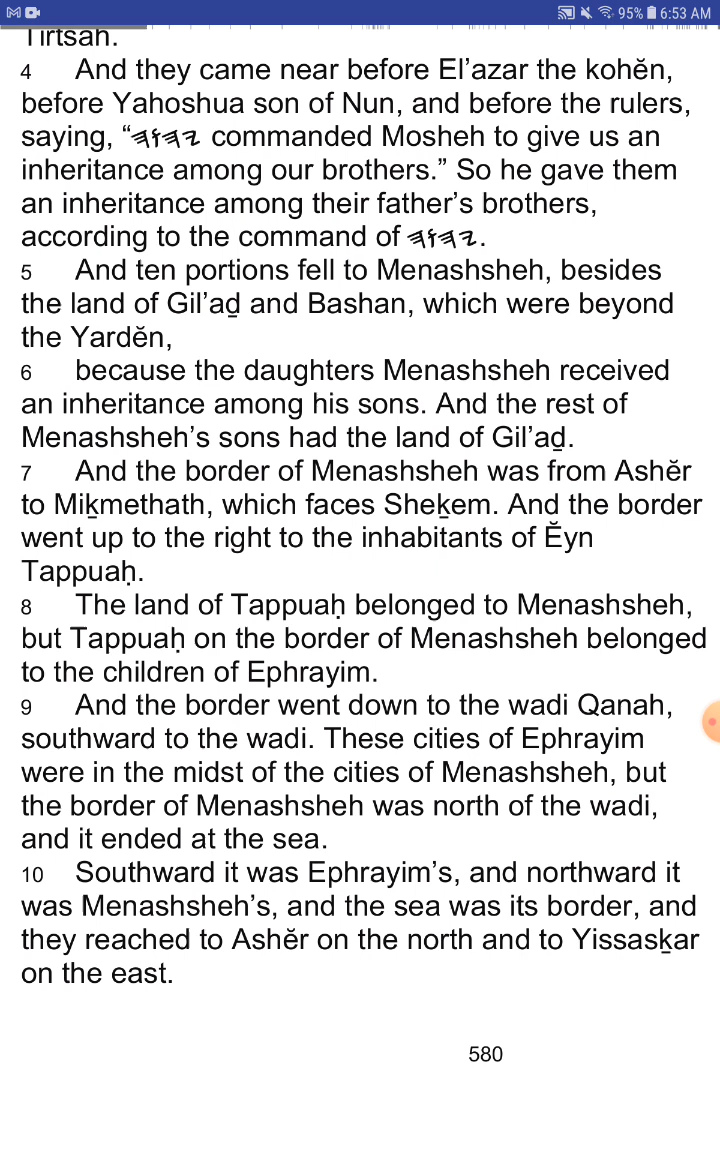 95% 6:53 AM
Tirtsah.
4 And they came near before El’azar the kohĕn,
before Yahoshua son of Nun, and before the rulers,
saying, “𐤉𐤄𐤅𐤄 commanded Mosheh to give us an
inheritance among our brothers.” So he gave them
an inheritance among their father’s brothers,
according to the command of 𐤉𐤄𐤅𐤄.
5 And ten portions fell to Menashsheh, besides
the land of Gil’aḏ and Bashan, which were beyond
the Yardĕn,
6 because the daughters Menashsheh received
an inheritance among his sons. And the rest of
Menashsheh’s sons had the land of Gil’aḏ.
7 And the border of Menashsheh was from Ashĕr
to Miḵmethath, which faces Sheḵem. And the border
went up to the right to the inhabitants of Ĕyn
Tappuaḥ.
8 The land of Tappuaḥ belonged to Menashsheh,
but Tappuaḥ on the border of Menashsheh belonged
to the children of Ephrayim.
9 And the border went down to the wadi Qanah,
southward to the wadi. These cities of Ephrayim
were in the midst of the cities of Menashsheh, but
the border of Menashsheh was north of the wadi,
and it ended at the sea.
10 Southward it was Ephrayim’s, and northward it
was Menashsheh’s, and the sea was its border, and
they reached to Ashĕr on the north and to Yissasḵar
on the east.
580